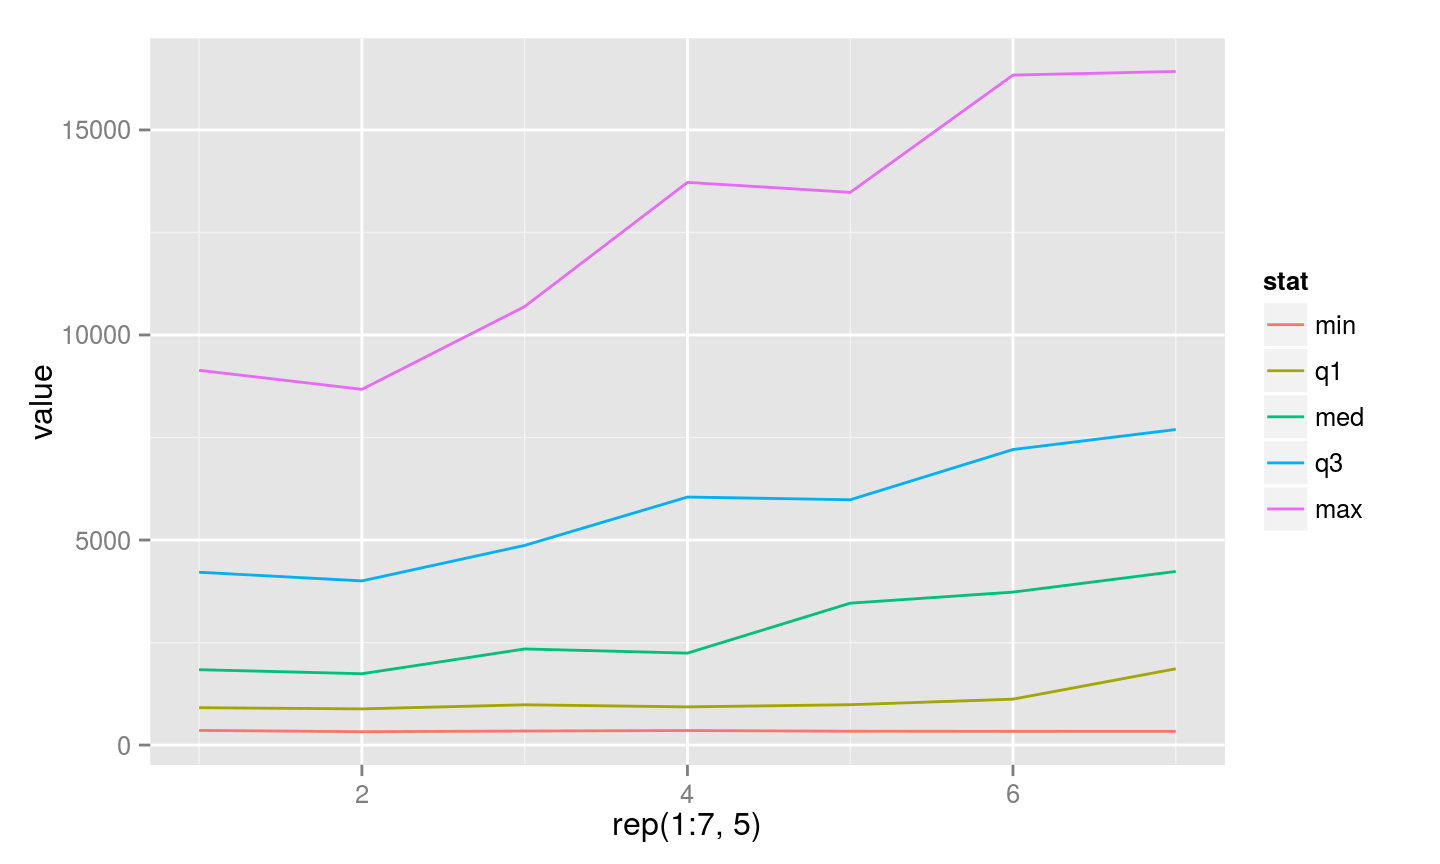 15000
10000
5000
0
value
2
4
6
rep(1:7, 5)
stat
min
q1
med
q3
max